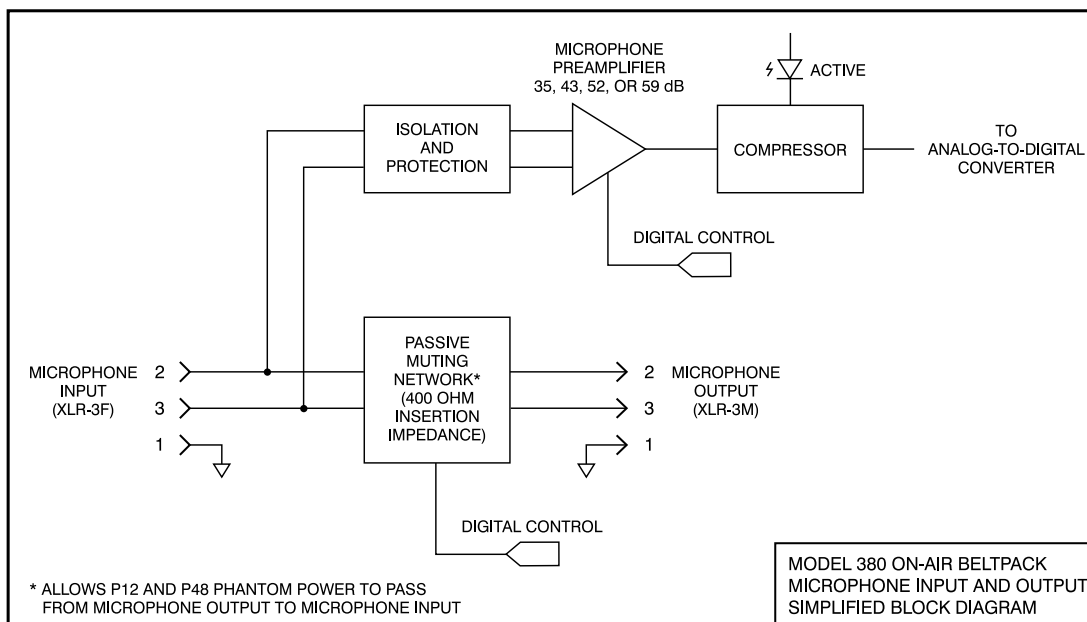 MICROPHONE
PREAMPLIFIER
35, 43, 52, OR 59 dB
ACTIVE
ISOLATION
AND
PROTECTION
COMPRESSOR
TO
ANALOG-TO-DIGITAL
CONVERTER
DIGITAL CONTROL
MICROPHONE
INPUT
(XLR-3F)
2
3
1
PASSIVE
MUTING
NETWORK*
(400 OHM
INSERTION
IMPEDANCE)
2
3
1
MICROPHONE
OUTPUT
(XLR-3M)
DIGITAL CONTROL
* ALLOWS P12 AND P48 PHANTOM POWER TO PASS
FROM MICROPHONE OUTPUT TO MICROPHONE INPUT
MODEL 380 ON-AIR BELTPACK
MICROPHONE INPUT AND OUTPUT
SIMPLIFIED BLOCK DIAGRAM